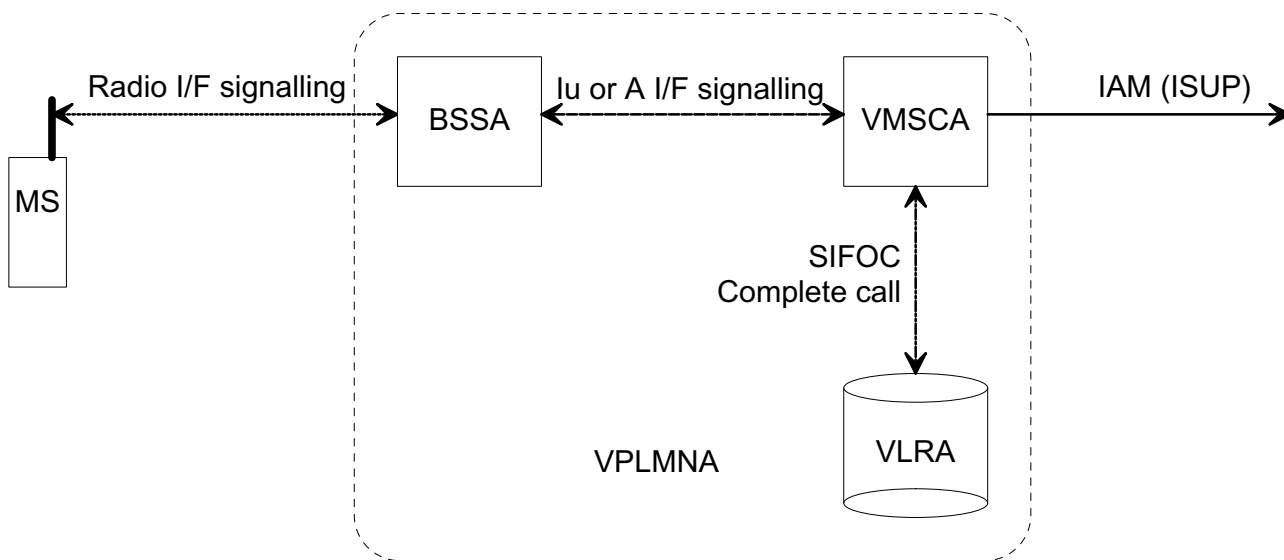 Radio I/F signalling
Iu or A I/F signalling
IAM (ISUP)
BSSA
VMSCA
MS
SIFOC
Complete call
VPLMNA
VLRA